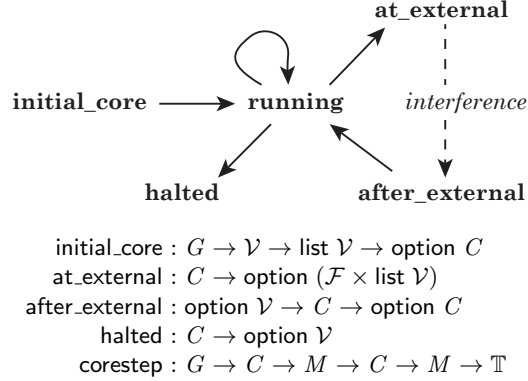 at_external
initial_core running interference
halted after_external
initial_core : G → 𝒱 → list 𝒱 → option C
at_external : C → option (ℱ × list 𝒱)
after_external : option 𝒱 → C → option C
halted : C → option 𝒱
corestep : G → C → M → C → M → 𝕋